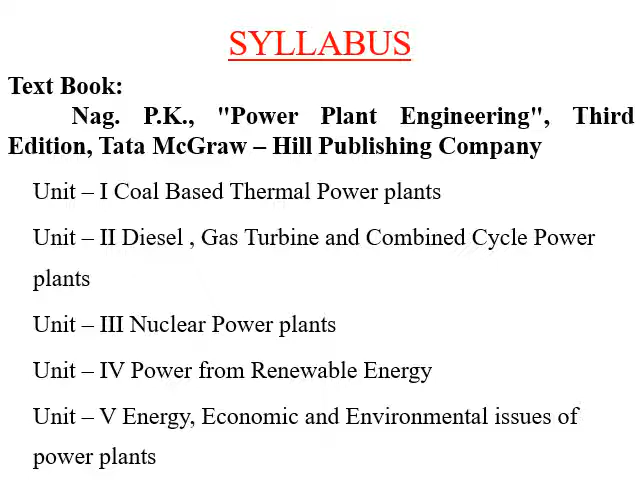 SYLLABUS
Text Book:
Nag. P.K., "Power Plant Engineering", Third
Edition, Tata McGraw – Hill Publishing Company
Unit – I Coal Based Thermal Power plants
Unit – II Diesel , Gas Turbine and Combined Cycle Power
plants
Unit – III Nuclear Power plants
Unit – IV Power from Renewable Energy
Unit – V Energy, Economic and Environmental issues of
power plants